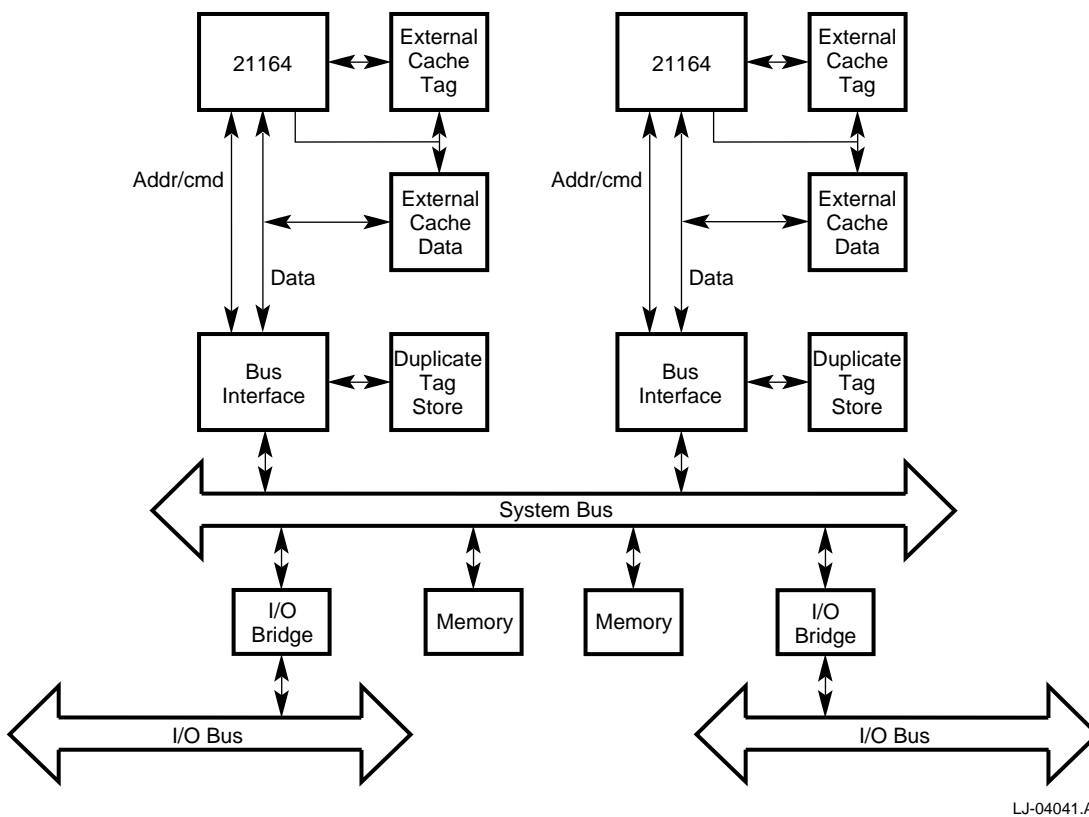 21164
External
Cache
Tag
21164
External
Cache
Tag
Addr/cmd
External
Cache
Data
Addr/cmd
External
Cache
Data
Data
Data
Bus
Interface
Duplicate
Tag
Store
Bus
Interface
Duplicate
Tag
Store
System Bus
I/O
Bridge
Memory
Memory
I/O
Bridge
I/O Bus
I/O Bus
LJ-04041.A